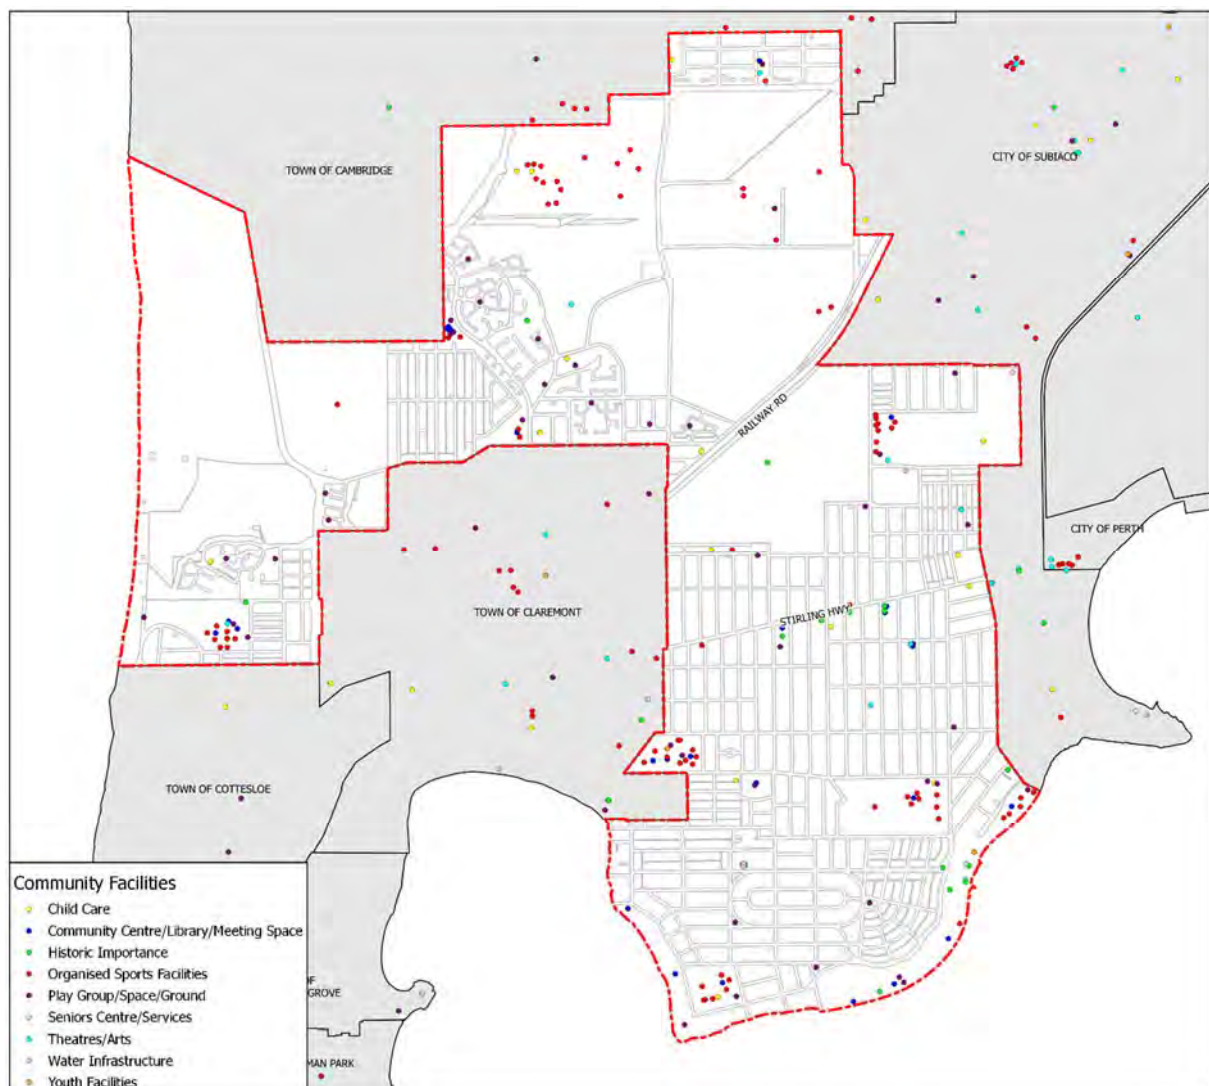 TOWN OF CAMBRIDGE
CITY OF SUBIACO
RAILWAY RD
CITY OF PERTH
TOWN OF CLAREMONT
STIRLING HWY
TOWN OF COTTESLOE
Community Facilities
Child Care
Community Centre/Library/Meeting Space
Historic Importance
Organised Sports Facilities
Play Group/Space/Ground
Seniors Centre/Services
Theatres/Arts
Water Infrastructure
Youth Facilities
GROVE
MAN PARK